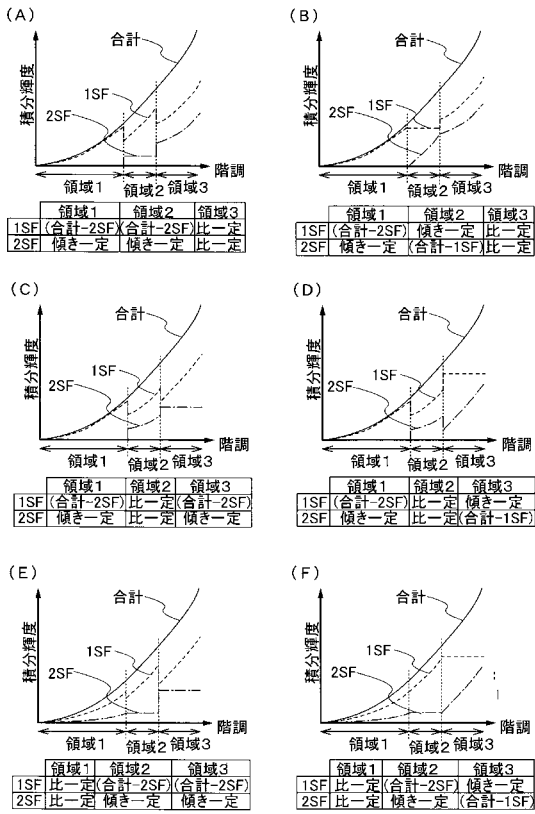 (A)
積分輝度
合計
1SF
2SF
階調
領域1 領域2 領域3
領域1 領域2 領域3
1SF (合計-2SF) (合計-2SF) 比一定
2SF 傾き一定 傾き一定 比一定
(B)
積分輝度
合計
1SF
2SF
階調
領域1 領域2 領域3
領域1 領域2 領域3
1SF (合計-2SF) 傾き一定 比一定
2SF 傾き一定 (合計-1SF) 比一定
(C)
積分輝度
合計
1SF
2SF
階調
領域1 領域2 領域3
領域1 領域2 領域3
1SF (合計-2SF) 比一定 (合計-2SF)
2SF 傾き一定 比一定 傾き一定
(D)
積分輝度
合計
1SF
2SF
階調
領域1 領域2 領域3
領域1 領域2 領域3
1SF (合計-2SF) 比一定 傾き一定
2SF 傾き一定 比一定 (合計-1SF)
(E)
積分輝度
合計
1SF
2SF
階調
領域1 領域2 領域3
領域1 領域2 領域3
1SF 比一定 (合計-2SF) (合計-2SF)
2SF 比一定 傾き一定 傾き一定
(F)
積分輝度
合計
1SF
2SF
階調
領域1 領域2 領域3
領域1 領域2 領域3
1SF 比一定 (合計-2SF) 傾き一定
2SF 比一定 傾き一定 (合計-1SF)